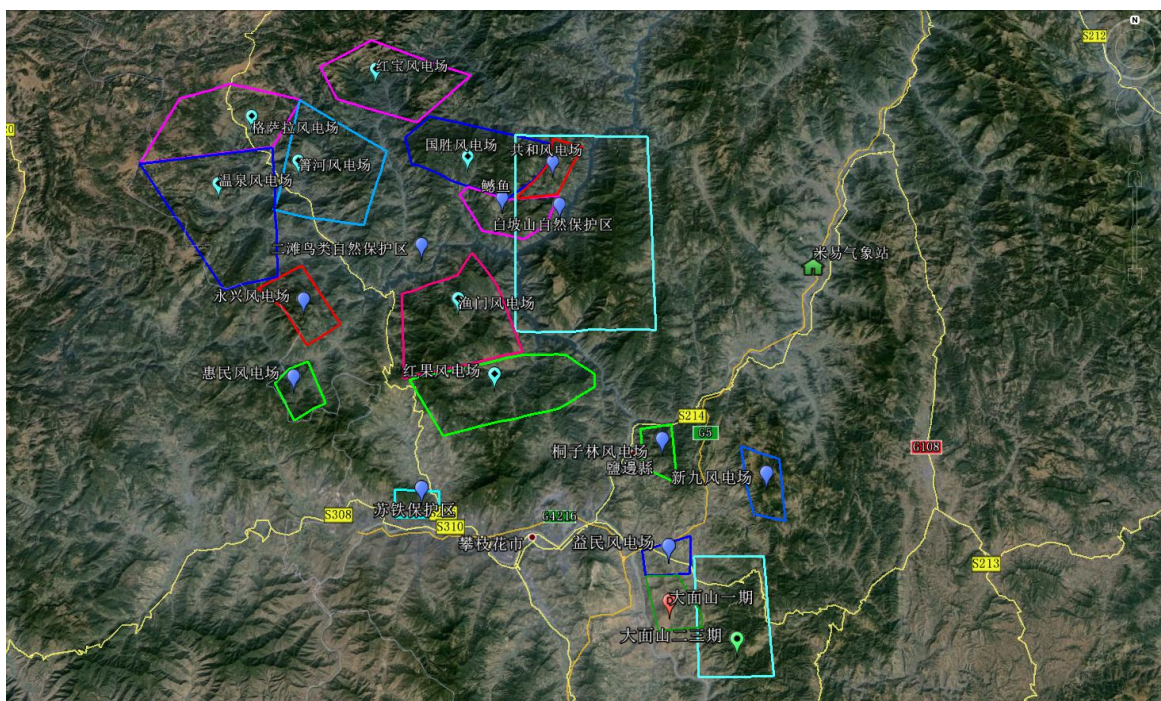 N
S212
红宝风电场
格萨拉风电场
国胜风电场
共和风电场
箐河风电场
温泉风电场
鳡鱼
白坡山自然保护区
二滩鸟类自然保护区
米易气象站
永兴风电场
渔门风电场
惠民风电场
红果风电场
S214
G5
桐子林风电场
鹽邊縣
G108
新九风电场
苏铁保护区
S308
S310
G4216
攀枝花市
益民风电场
S213
大面山一期
大面山二三期